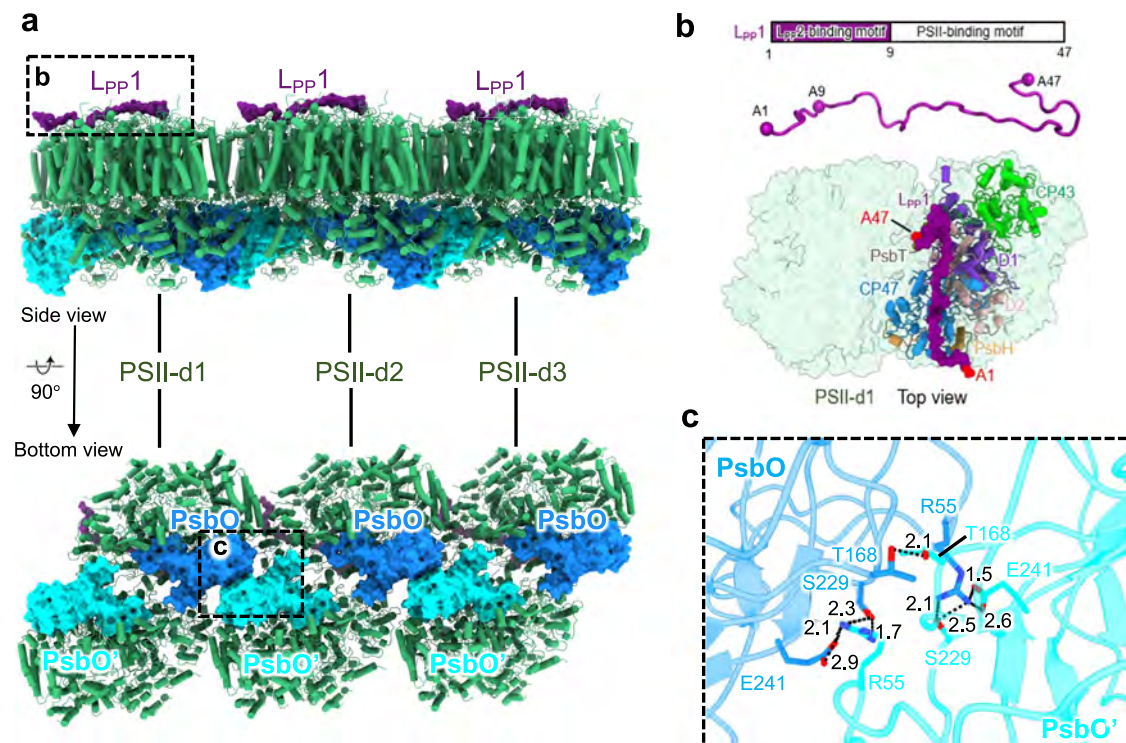 a
b
LPP1
LPP1
LPP1
Side view
90°
Bottom view
PSII-d1
PSII-d2
PSII-d3
PsbO
PsbO
PsbO
c
PsbO'
PsbO'
PsbO'
b
LPP1
LPP2-binding motif
PSII-binding motif
1
9
47
A1
A9
A47
LPP1
CP43
A47
PsbT
D1
CP47
D2
PsbH
A1
PSII-d1
Top view
c
PsbO
R55
2.1
T168
T168
1.5
E241
S229
2.1
2.3
2.6
2.1
2.5
1.7
S229
2.9
E241
R55
PsbO'